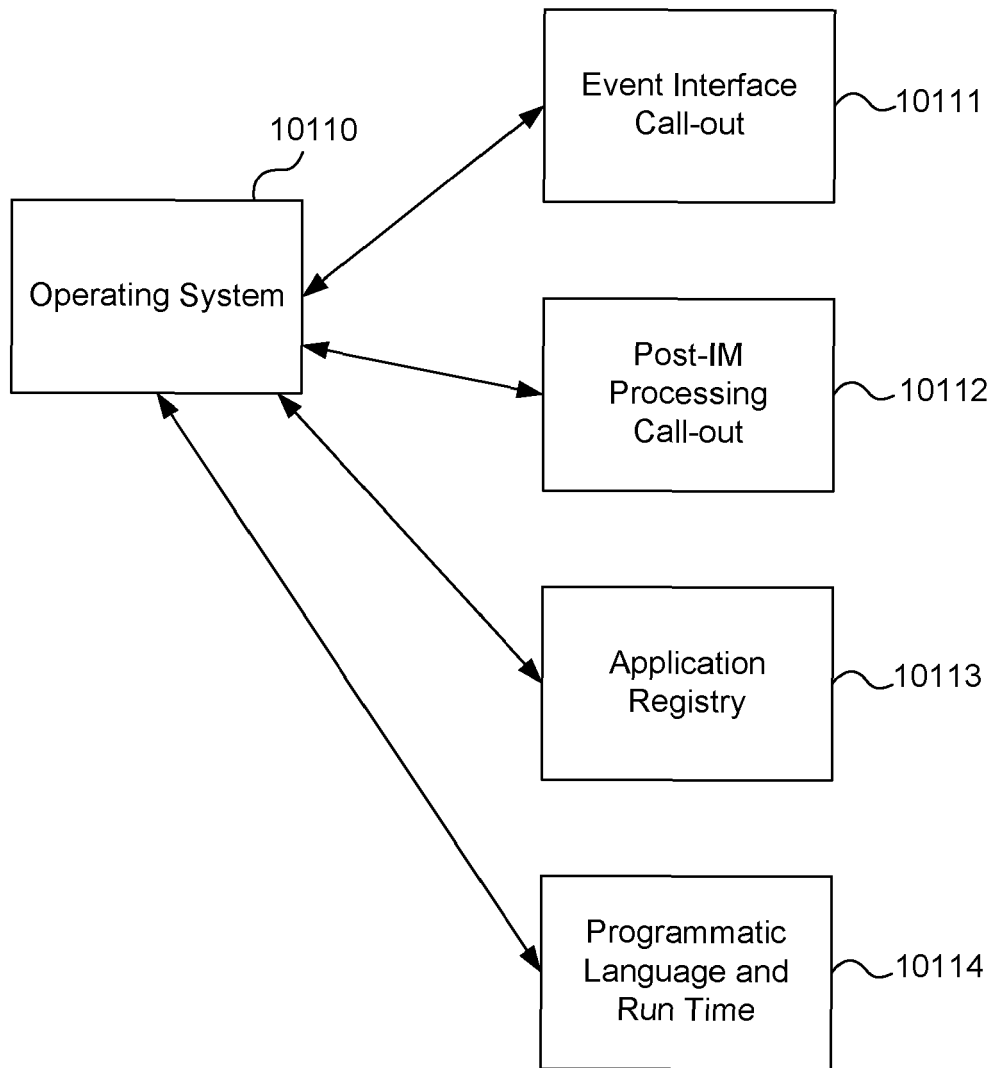 Event Interface
Call-out
10111
10110
Operating System
Post-IM
Processing
Call-out
10112
Application
Registry
10113
Programmatic
Language and
Run Time
10114